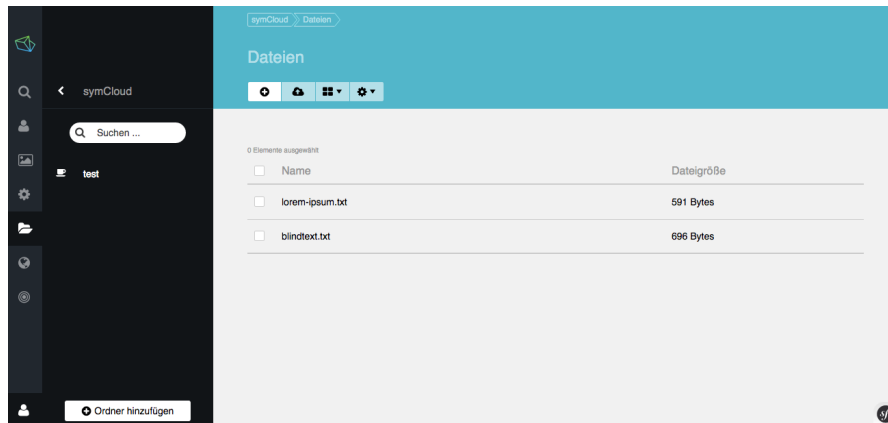 symCloud Dateien
Dateien
symCloud
Suchen ...
test
Ordner hinzufügen
0 Elemente ausgewählt
Name Dateigröße
lorem-ipsum.txt 591 Bytes
blindtext.txt 696 Bytes
sf